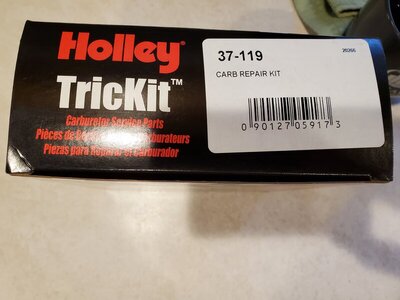 Holley
TricKit™
Carburetor Service Parts
Pièces de
Piezas para Reparar el Carburador
37-119
20266
CARB REPAIR KIT
0 90127 05917 3